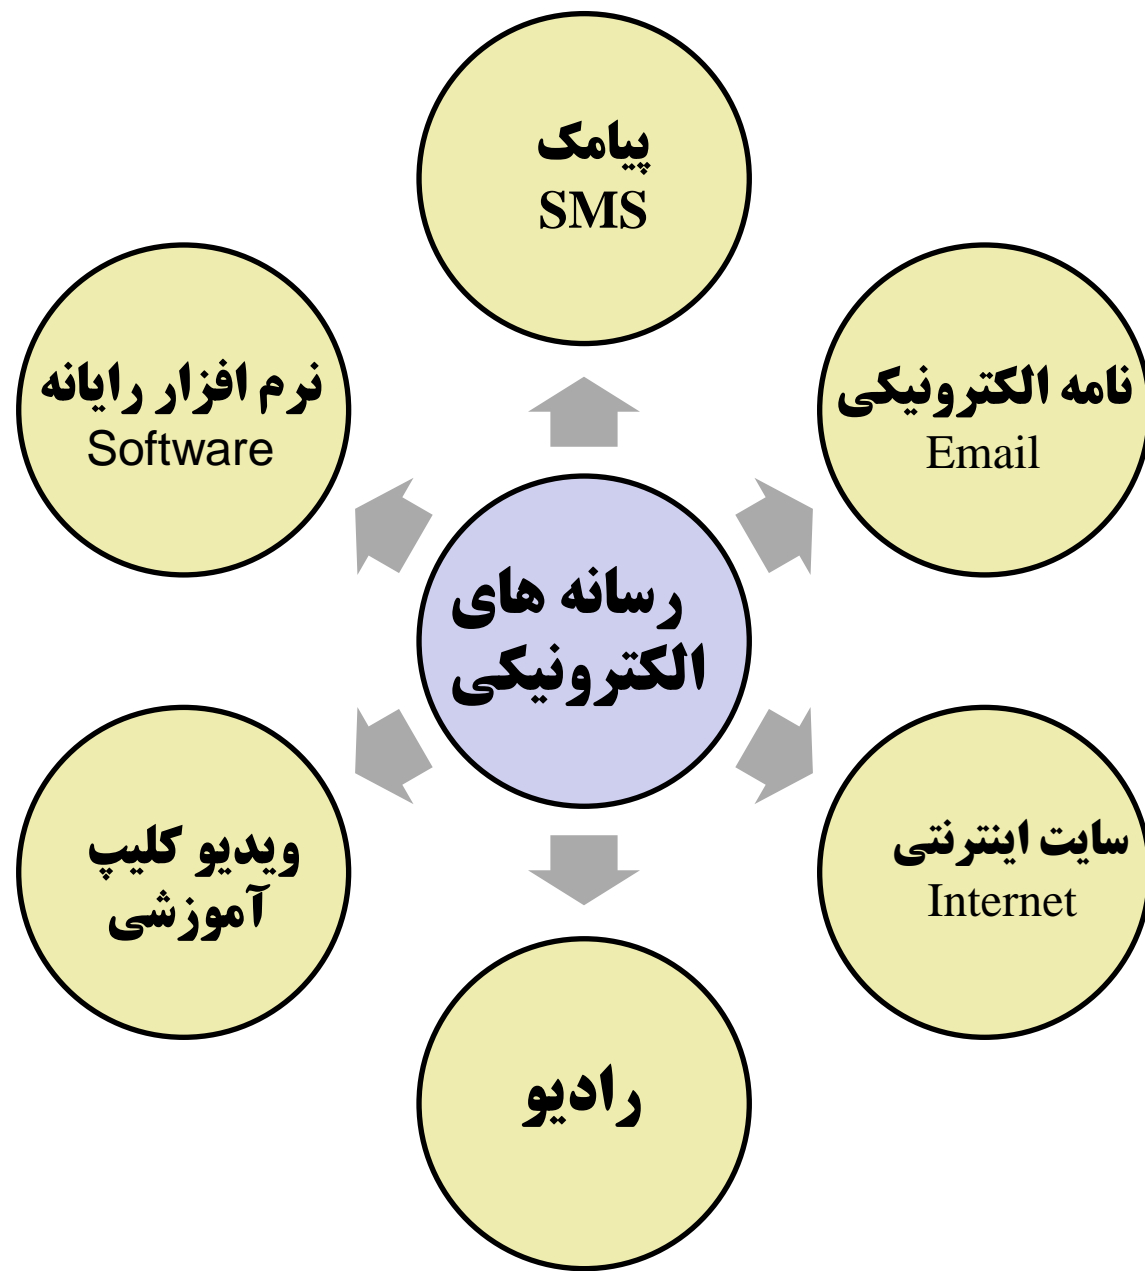 پیامک
SMS
نامه الکترونیکی
Email
سایت اینترنتی
Internet
رادیو
ویدیو کلیپ
آموزشی
نرم افزار رایانه
Software
رسانه های
الکترونیکی